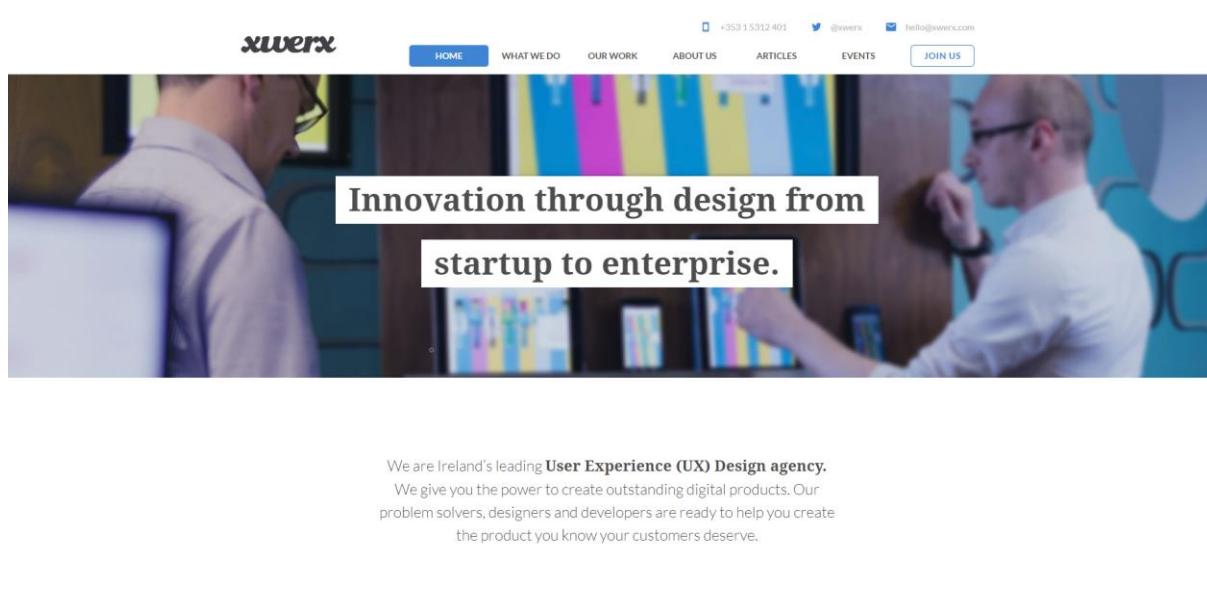 xwerx
+353 1 5312 401 @xwerx hello@xwerx.com
HOME WHAT WE DO OUR WORK ABOUT US ARTICLES EVENTS JOIN US
Innovation through design from
startup to enterprise.
We are Ireland's leading User Experience (UX) Design agency.
We give you the power to create outstanding digital products. Our
problem solvers, designers and developers are ready to help you create
the product you know your customers deserve.